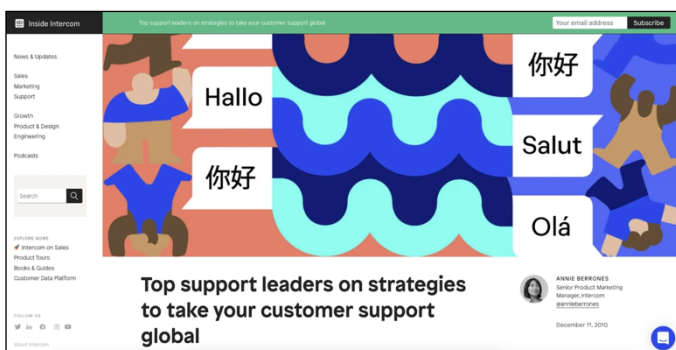 Inside Intercom
Top support leaders on strategies to take your customer support global
Your email address
Subscribe
News & Updates
Sales
Marketing
Support
Growth
Product & Design
Engineering
Podcasts
Search
EXPLORE MORE
🚀 Intercom on Sales
Product Tours
Books & Guides
Customer Data Platform
FOLLOW US
About Intercom
Hallo
你好
你好
Salut
Olá
Top support leaders on strategies
to take your customer support
global
ANNIE BERRONES
Senior Product Marketing
Manager, Intercom
@annieberrones
December 11, 2010